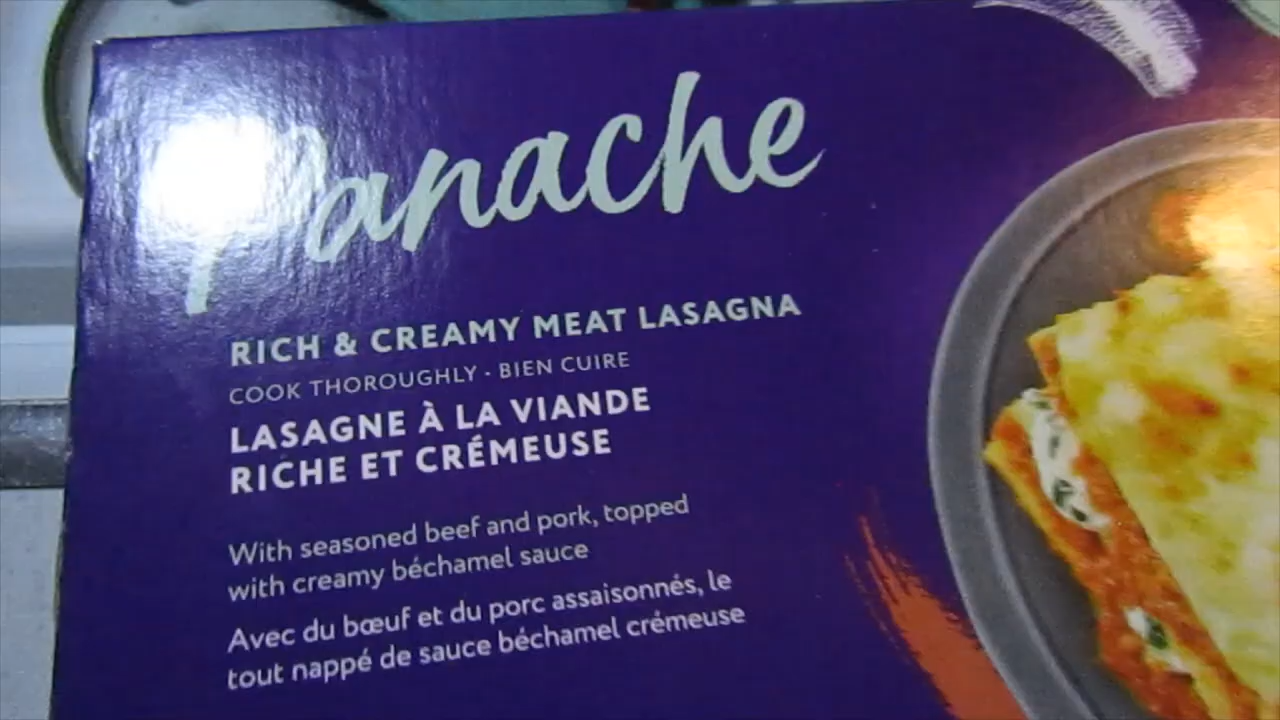 Panache
RICH & CREAMY MEAT LASAGNA
COOK THOROUGHLY · BIEN CUIRE
LASAGNE À LA VIANDE
RICHE ET CRÉMEUSE
With seasoned beef and pork, topped
with creamy béchamel sauce
Avec du bœuf et du porc assaisonnés, le
tout nappé de sauce béchamel crémeuse